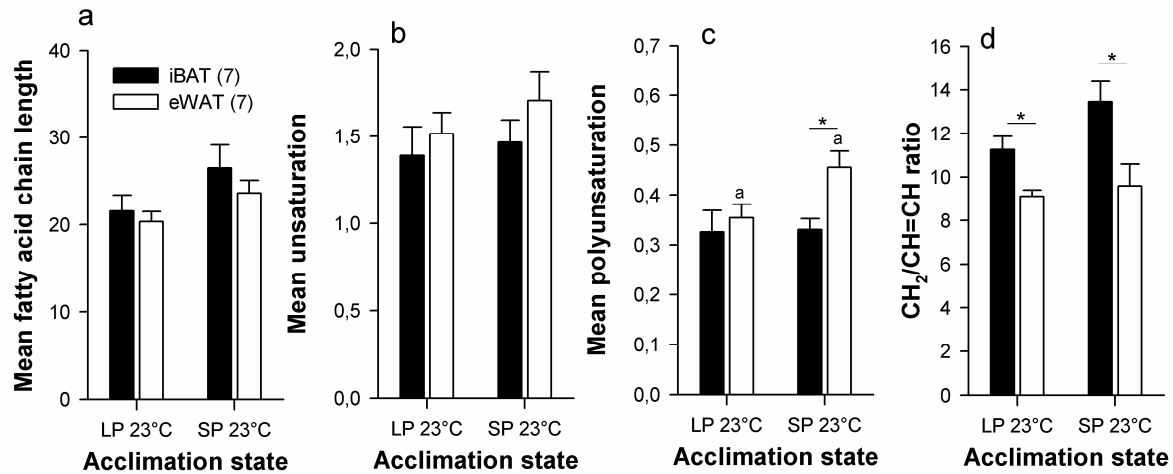 a
Mean fatty acid chain length
40
30
20
10
0
iBAT (7)
eWAT (7)
LP 23°C
SP 23°C
Acclimation state
b
Mean unsaturation
2,0
1,5
1,0
0,5
0,0
LP 23°C
SP 23°C
Acclimation state
c
Mean polyunsaturation
0,7
0,6
0,5
0,4
0,3
0,2
0,1
0,0
a
*
a
LP 23°C
SP 23°C
Acclimation state
d
CH₂/CH=CH ratio
16
14
12
10
8
6
4
2
0
*
*
LP 23°C
SP 23°C
Acclimation state